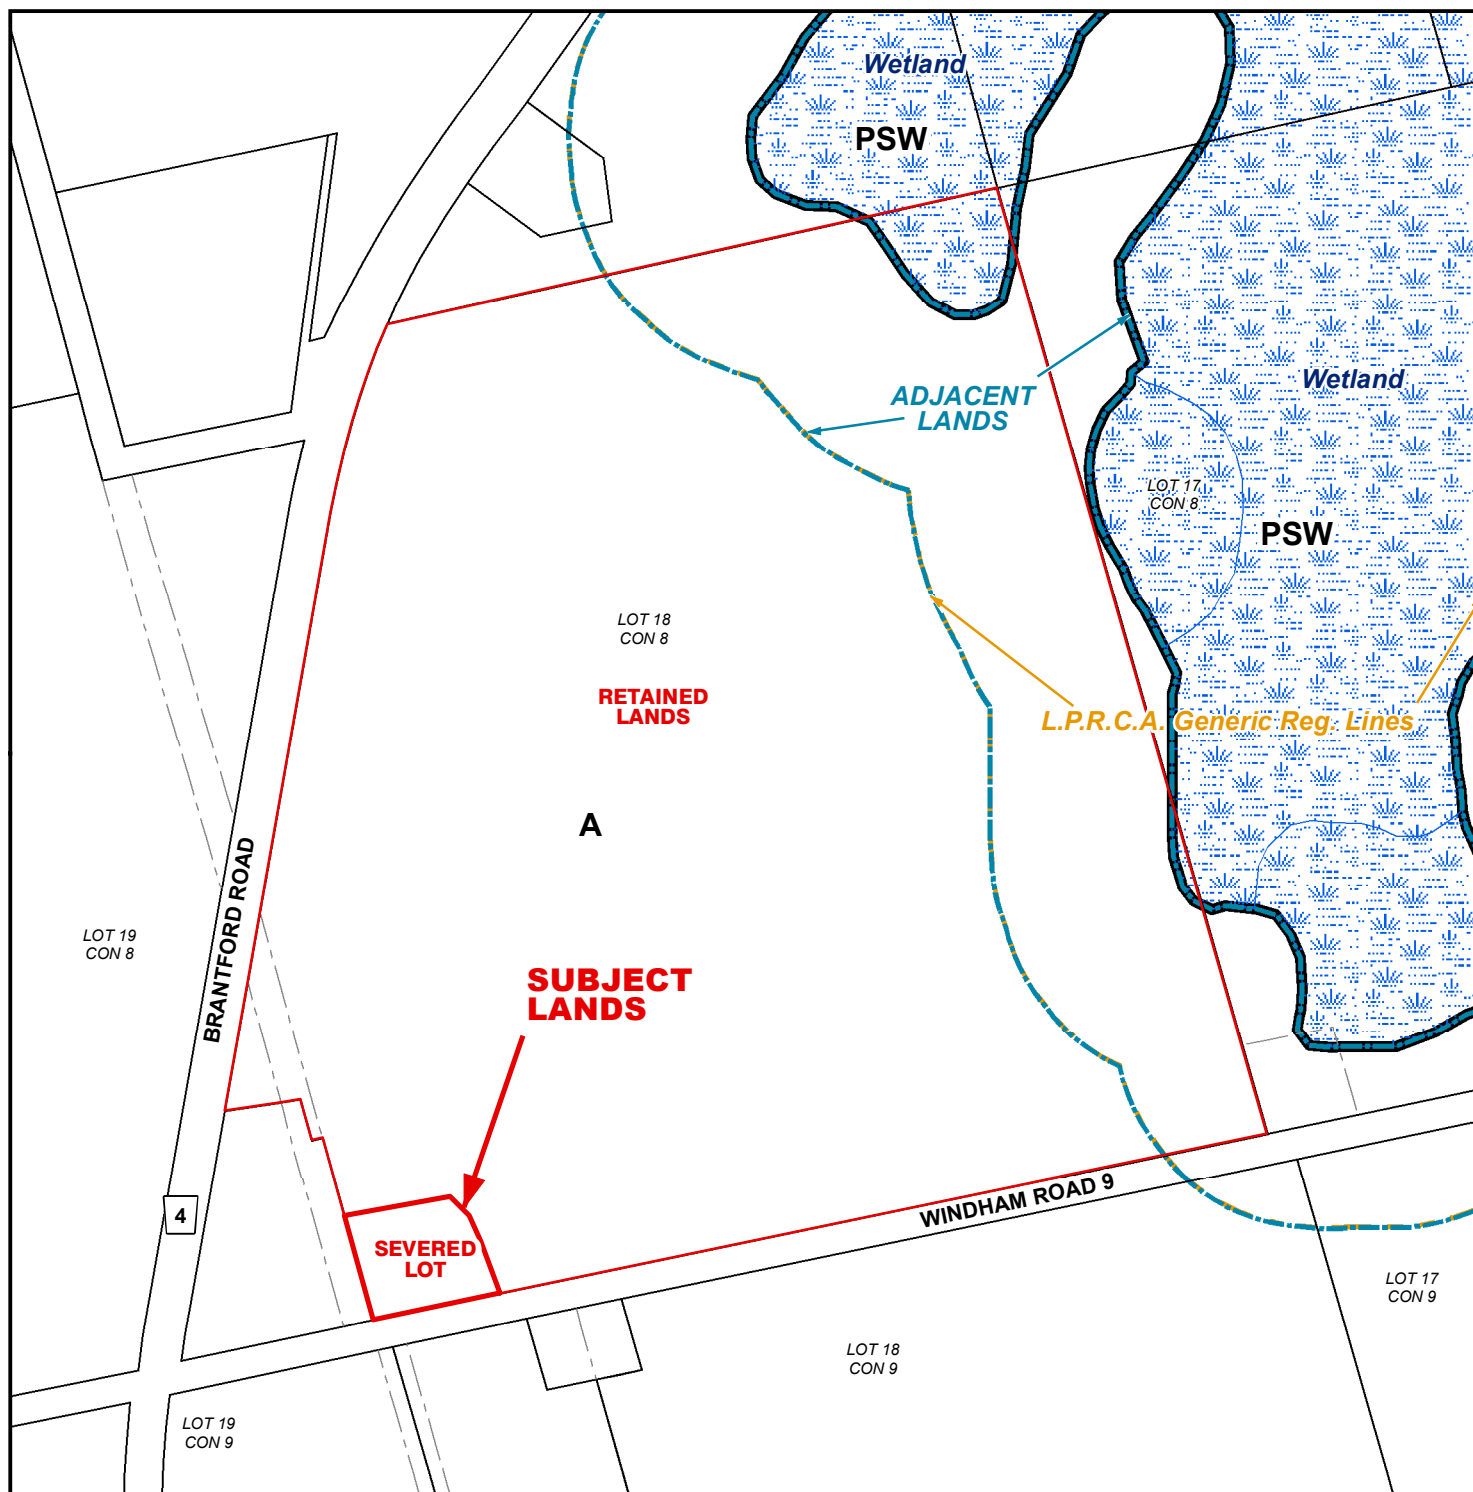 Wetland
PSW
Wetland
ADJACENT
LANDS
LOT 17
CON 8
PSW
LOT 18
CON 8
RETAINED
LANDS
L.P.R.C.A. Generic Reg. Lines
A
BRANTFORD ROAD
LOT 19
CON 8
SUBJECT
LANDS
WINDHAM ROAD 9
4
SEVERED
LOT
LOT 17
CON 9
LOT 18
CON 9
LOT 19
CON 9